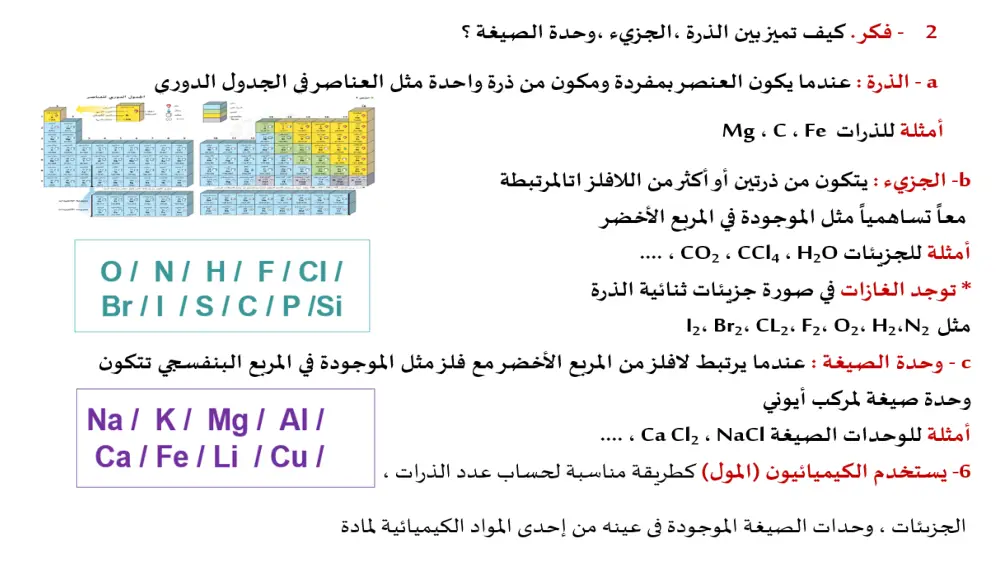 2 - فكر. كيف تميز بين الذرة ،الجزيء ،وحدة الصيغة ؟
a - الذرة : عندما يكون العنصر بمفردة ومكون من ذرة واحدة مثل العناصر في الجدول الدورى
أمثلة للذرات Mg ، C ، Fe
b- الجزيء : يتكون من ذرتين أو أكثر من اللافلز اتالمرتبطة
معاً تساهمياً مثل الموجودة في المربع الأخضر
أمثلة للجزيئات CO₂ ، CCl₄ ، H₂O ، ....
O / N / H / F / Cl /
Br / I / S / C / P /Si
* توجد الغازات في صورة جزيئات ثنائية الذرة
مثل I₂، Br₂، CL₂، F₂، O₂، H₂،N₂
c - وحدة الصيغة : عندما يرتبط لافلز من المربع الأخضر مع فلز مثل الموجودة في المربع البنفسجي تتكون
وحدة صيغة لمركب أيوني
أمثلة للوحدات الصيغة Ca Cl₂ ، NaCl ، ....
Na / K / Mg / Al /
Ca / Fe / Li / Cu /
6- يستخدم الكيميائيون (المول) كطريقة مناسبة لحساب عدد الذرات ،
الجزيئات ، وحدات الصيغة الموجودة فى عينه من إحدى المواد الكيميائية لمادة